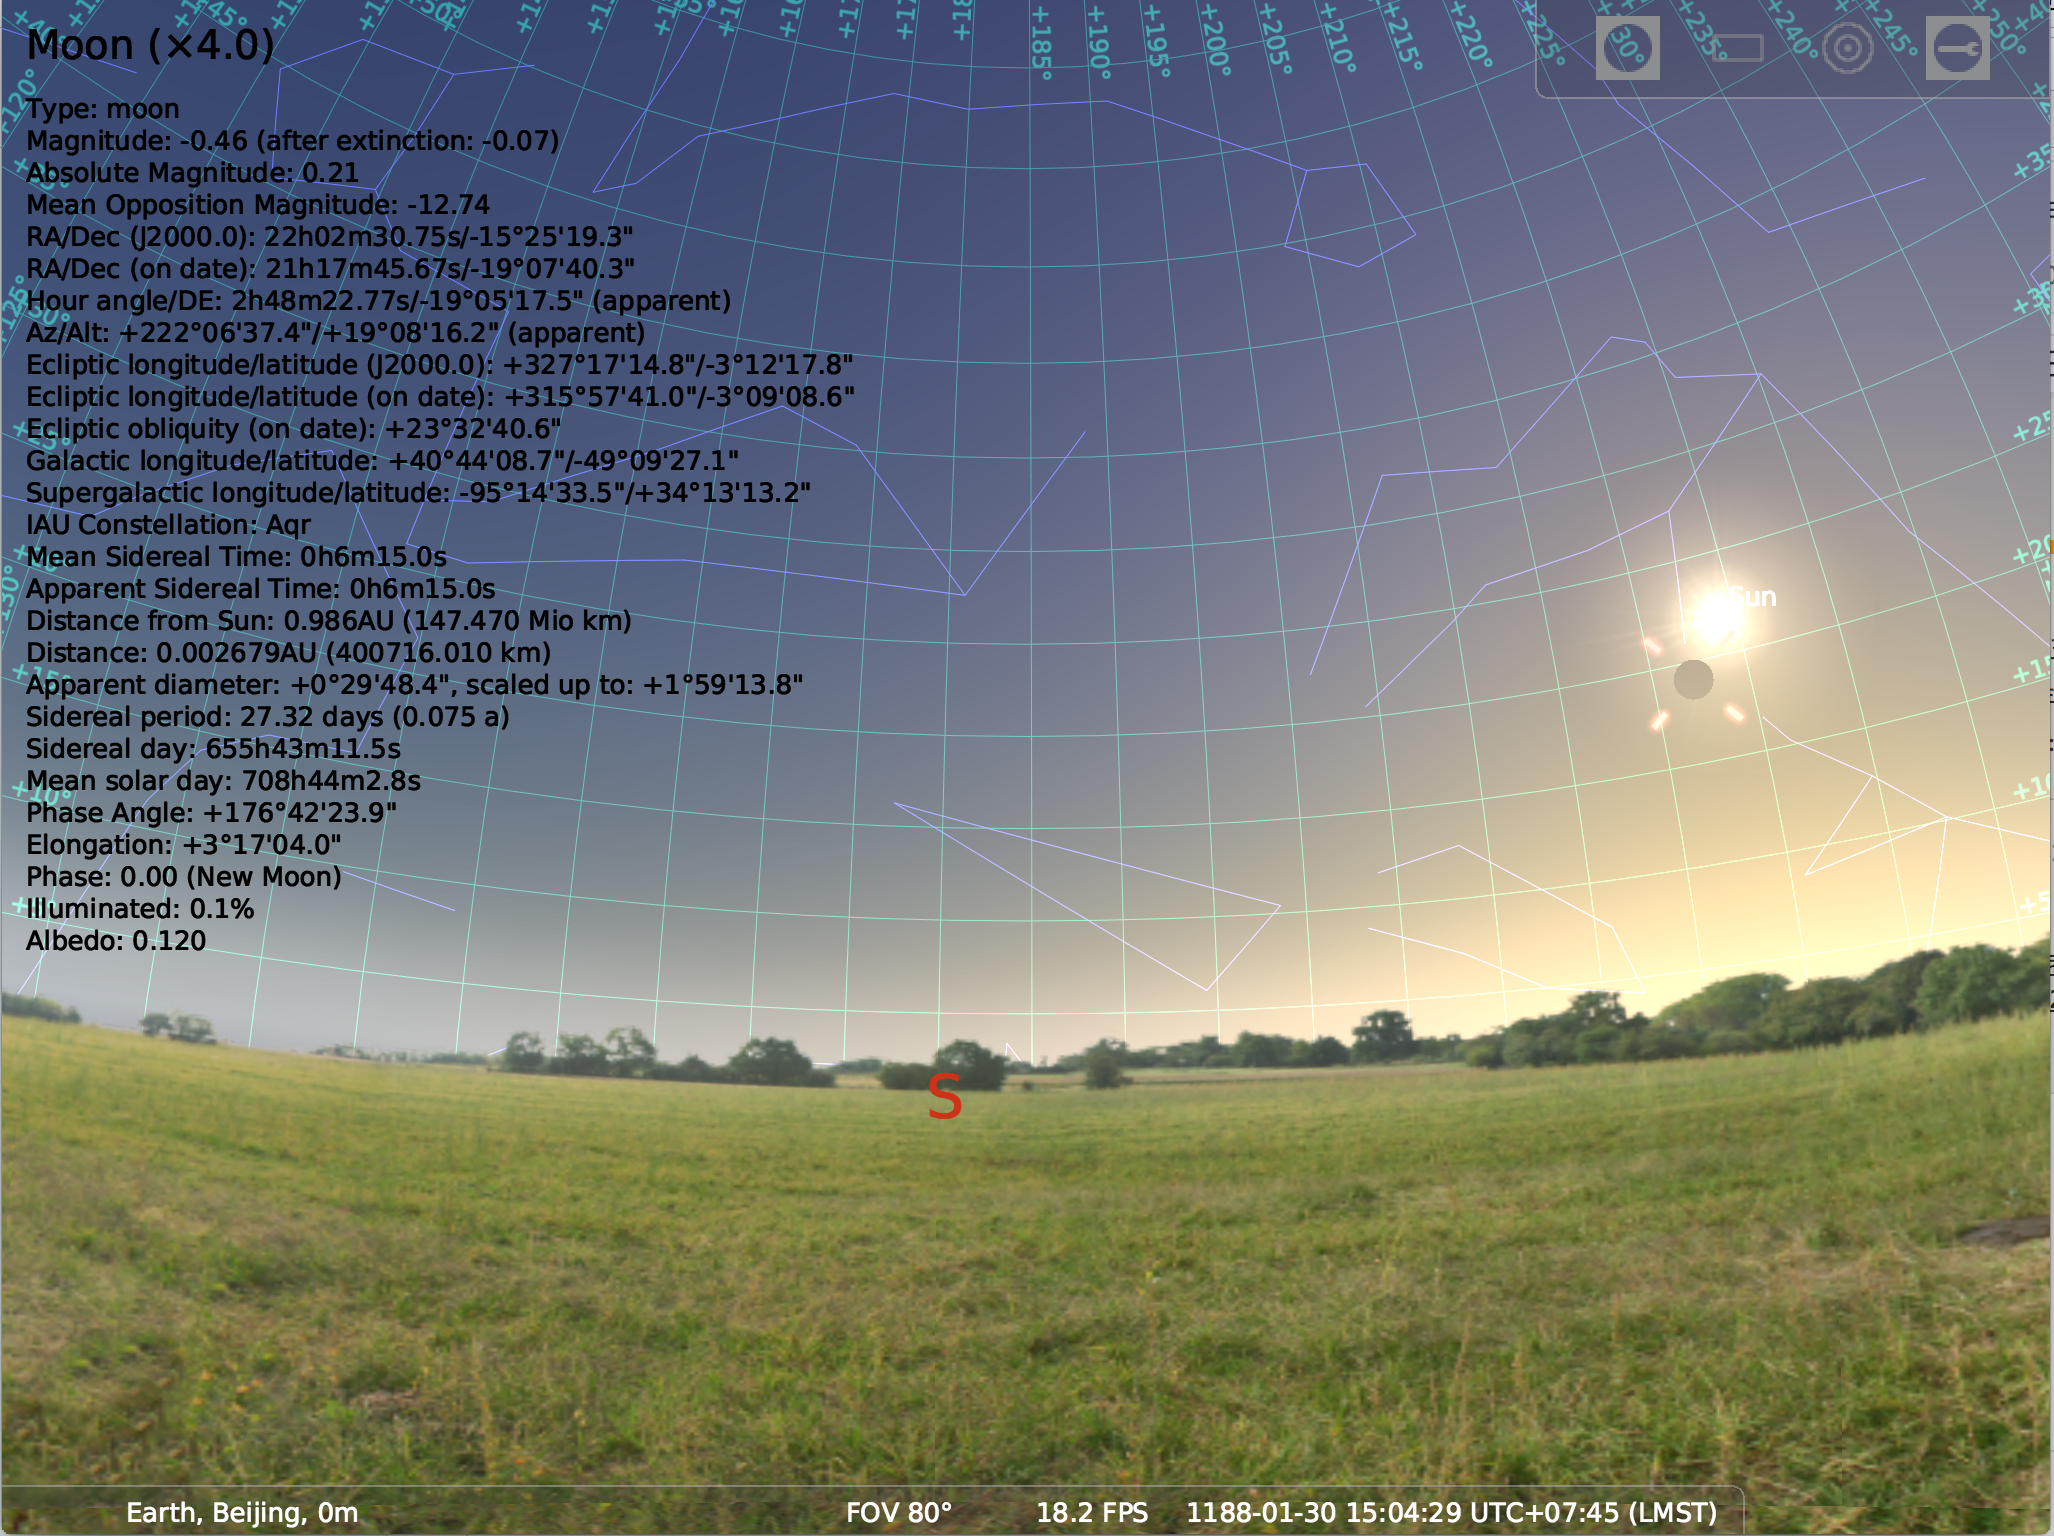 Moon (×4.0)
Type: moon
Magnitude: -0.46 (after extinction: -0.07)
Absolute Magnitude: 0.21
Mean Opposition Magnitude: -12.74
RA/Dec (J2000.0): 22h02m30.75s/-15°25'19.3"
RA/Dec (on date): 21h17m45.67s/-19°07'40.3"
Hour angle/DE: 2h48m22.77s/-19°05'17.5" (apparent)
Az/Alt: +222°06'37.4"/+19°08'16.2" (apparent)
Ecliptic longitude/latitude (J2000.0): +327°17'14.8"/-3°12'17.8"
Ecliptic longitude/latitude (on date): +315°57'41.0"/-3°09'08.6"
Ecliptic obliquity (on date): +23°32'40.6"
Galactic longitude/latitude: +40°44'08.7"/-49°09'27.1"
Supergalactic longitude/latitude: -95°14'33.5"/+34°13'13.2"
IAU Constellation: Aqr
Mean Sidereal Time: 0h6m15.0s
Apparent Sidereal Time: 0h6m15.0s
Distance from Sun: 0.986AU (147.470 Mio km)
Distance: 0.002679AU (400716.010 km)
Apparent diameter: +0°29'48.4", scaled up to: +1°59'13.8"
Sidereal period: 27.32 days (0.075 a)
Sidereal day: 655h43m11.5s
Mean solar day: 708h44m2.8s
Phase Angle: +176°42'23.9"
Elongation: +3°17'04.0"
Phase: 0.00 (New Moon)
Illuminated: 0.1%
Albedo: 0.120
+185°
+190°
+195°
+200°
+205°
+210°
+215°
+220°
+225°
+230°
+235°
+240°
+245°
+250°
+120°
+125°
+130°
+25°
+15°
+10°
Sun
S
Earth, Beijing, 0m
FOV 80°
18.2 FPS
1188-01-30 15:04:29 UTC+07:45 (LMST)